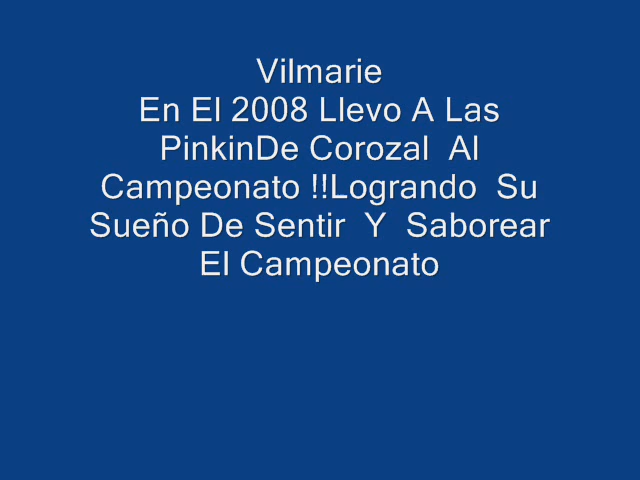 Vilmarie
En El 2008 Llevo A Las
PinkinDe Corozal  Al
Campeonato !!Logrando  Su
Sueño De Sentir  Y  Saborear
El Campeonato